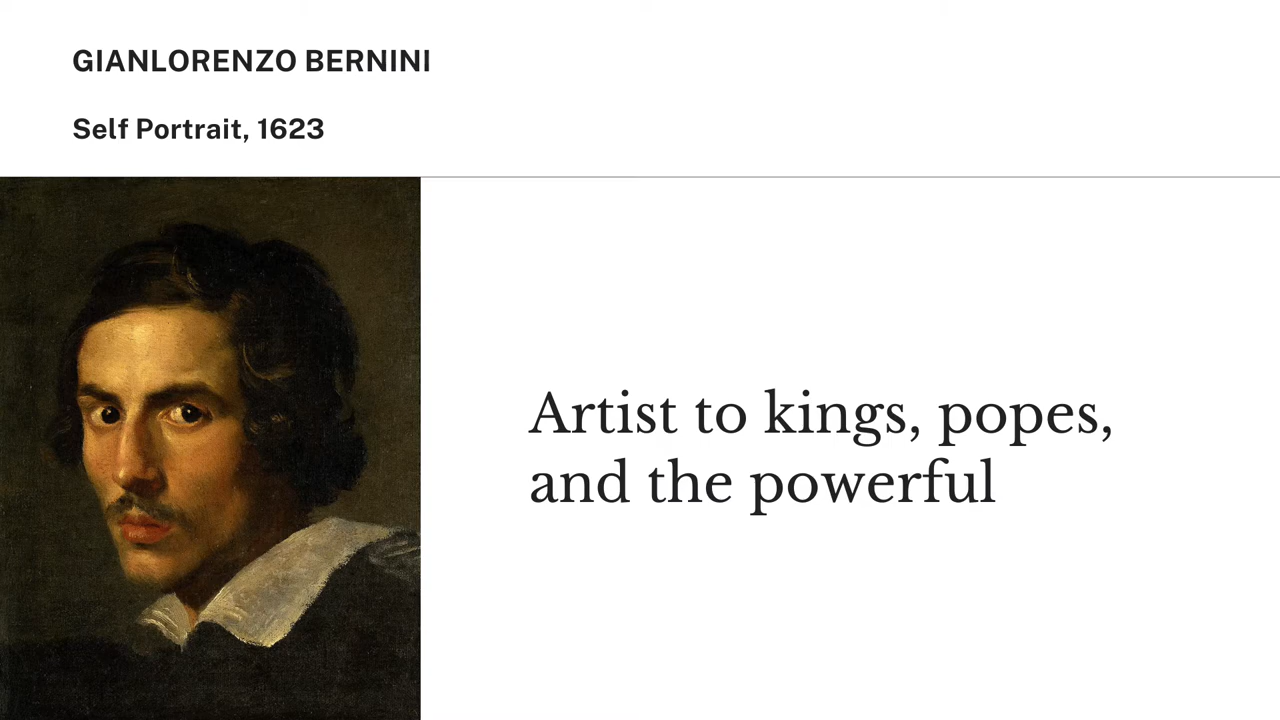 GIANLORENZO BERNINI
Self Portrait, 1623
Artist to kings, popes,
and the powerful